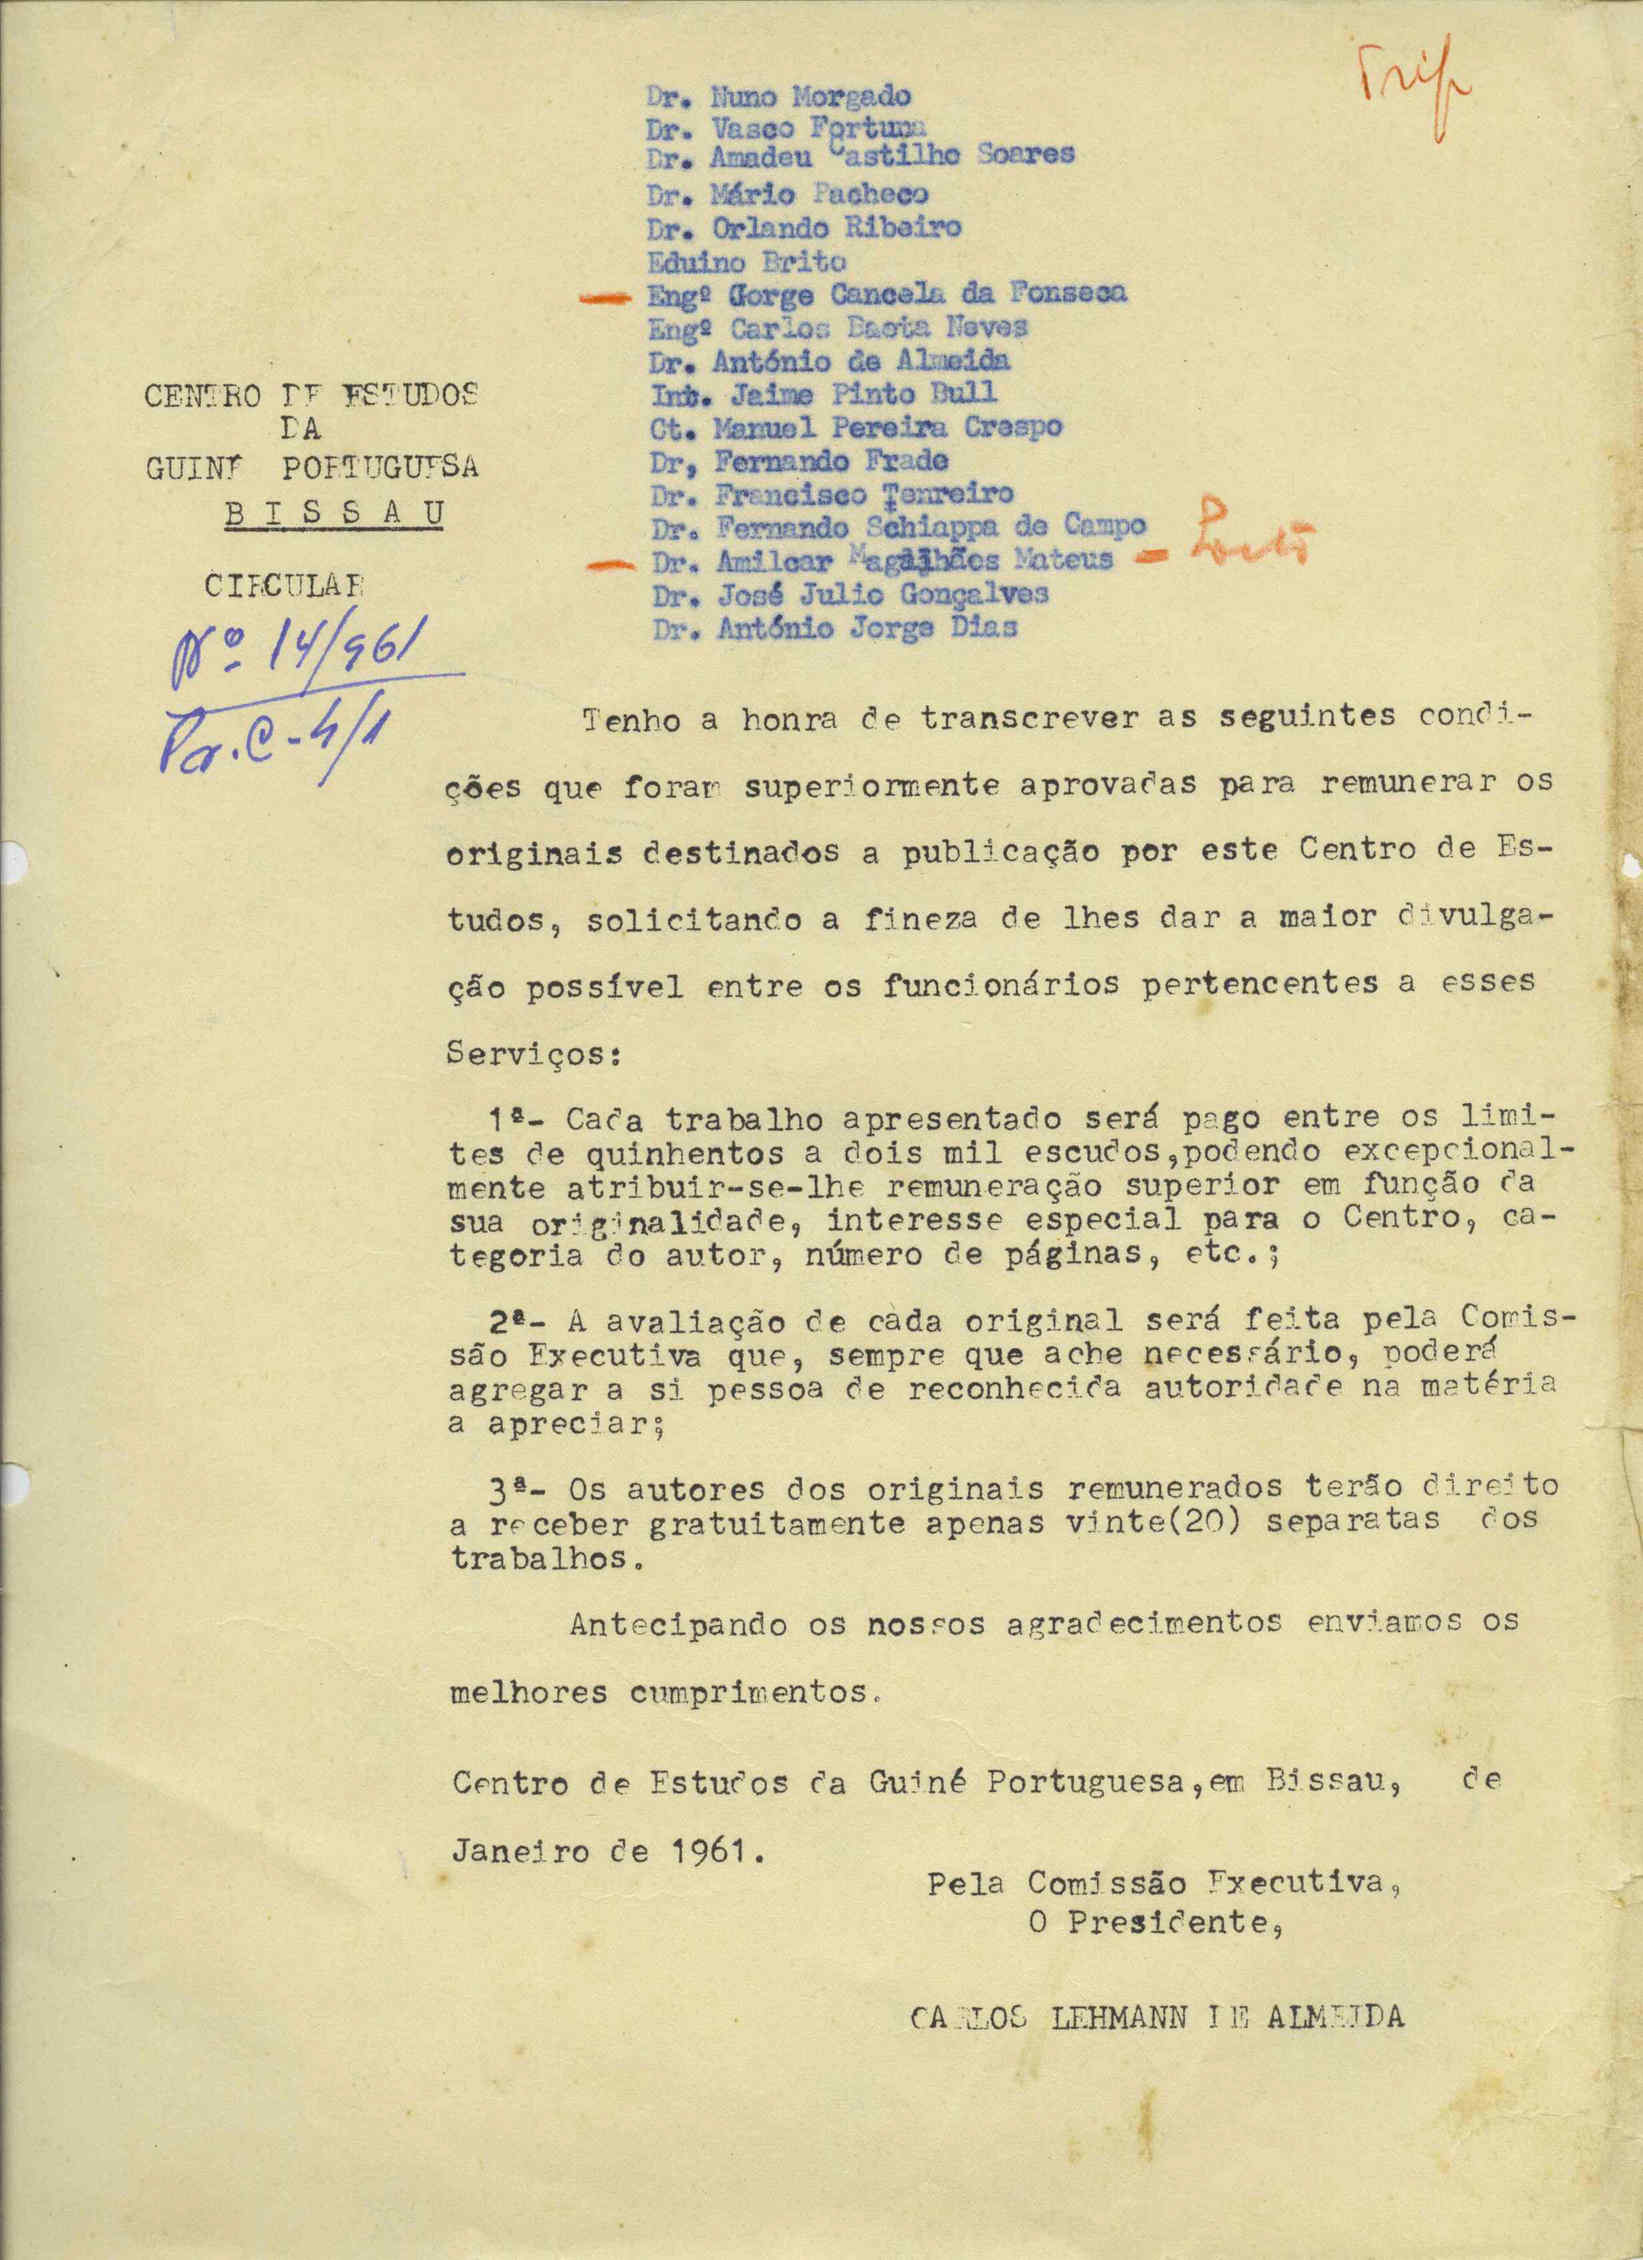 Dr. Nuno Morgado
Dr. Vasco Fortuna
Dr. Amadeu Castilho Soares
Dr. Mário Pacheco
Dr. Orlando Ribeiro
Eduino Brito
Engº Gorge Cancela da Fonseca
Engº Carlos Baeta Neves
Dr. António de Almeida
Int. Jaime Pinto Bull
Ct. Manuel Pereira Crespo
Dr, Fernando Frade
Dr. Francisco Tenreiro
Dr. Fernando Schiappa de Campo
Dr. Amilcar Magalhães Mateus -
Dr. José Julio Gonçalves
Dr. António Jorge Dias
CENTRO DE ESTUDOS
DA
GUINÉ PORTUGUESA
B I S S A U
CIRCULAR
Nº 14/961
Pr. C-4/1
Tenho a honra de transcrever as seguintes condi-
ções que foram superiormente aprovadas para remunerar os
originais destinados a publicação por este Centro de Es-
tudos, solicitando a fineza de lhes dar a maior divulga-
ção possível entre os funcionários pertencentes a esses
Serviços:
1ª- Cada trabalho apresentado será pago entre os limi-
tes de quinhentos a dois mil escudos,podendo excepcional-
mente atribuir-se-lhe remuneração superior em função da
sua originalidade, interesse especial para o Centro, ca-
tegoria do autor, número de páginas, etc.;
2ª- A avaliação de cada original será feita pela Comis-
são Executiva que, sempre que ache necessário, poderá
agregar a si pessoa de reconhecida autoridade na matéria
a apreciar;
3ª- Os autores dos originais remunerados terão direito
a receber gratuitamente apenas vinte(20) separatas dos
trabalhos.
Antecipando os nossos agradecimentos enviamos os
melhores cumprimentos.
Centro de Estudos da Guiné Portuguesa,em Bissau, de
Janeiro de 1961.
Pela Comissão Executiva,
O Presidente,
CARLOS LEHMANN DE ALMEIDA